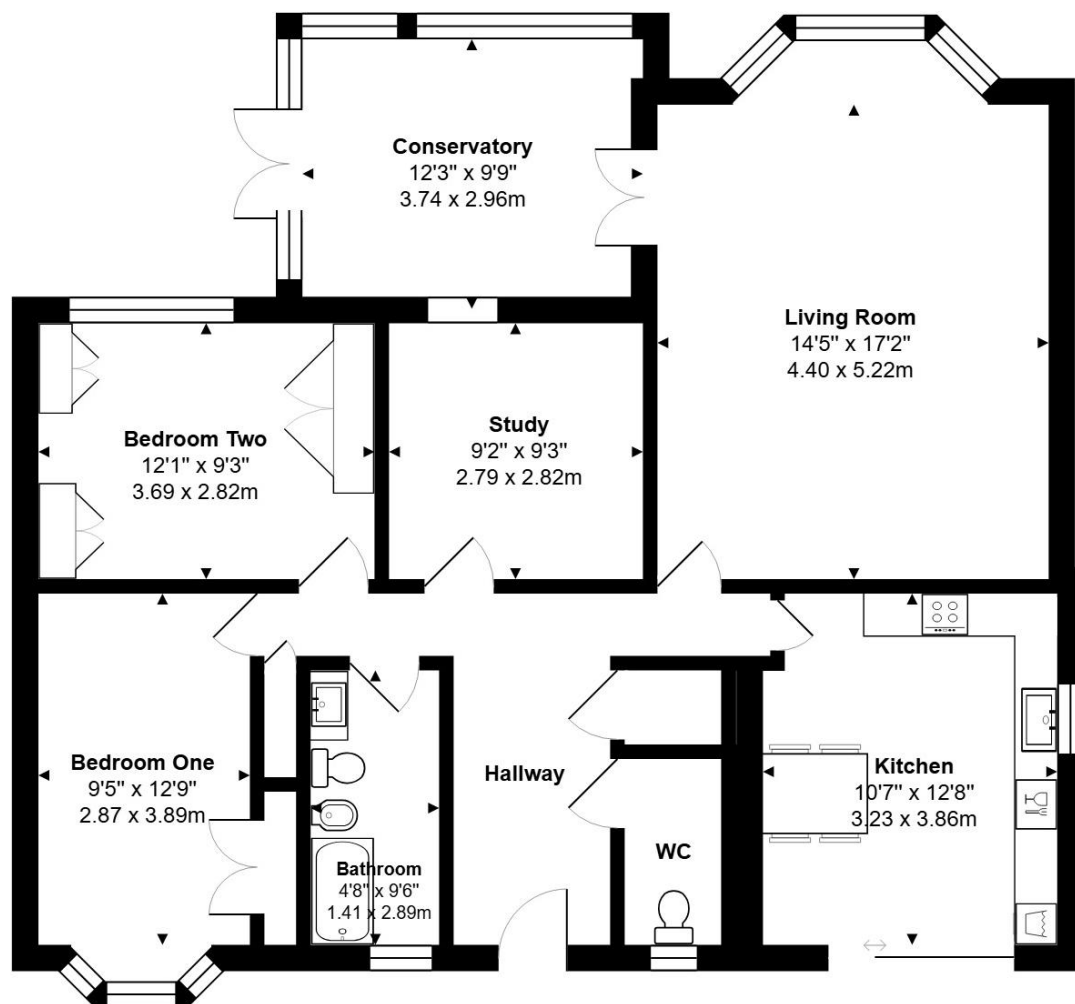 Conservatory
12'3" x 9'9"
3.74 x 2.96m
Living Room
14'5" x 17'2"
4.40 x 5.22m
Bedroom Two
12'1" x 9'3"
3.69 x 2.82m
Study
9'2" x 9'3"
2.79 x 2.82m
Bedroom One
9'5" x 12'9"
2.87 x 3.89m
Bathroom
4'8" x 9'6"
1.41 x 2.89m
Hallway
WC
Kitchen
10'7" x 12'8"
3.23 x 3.86m